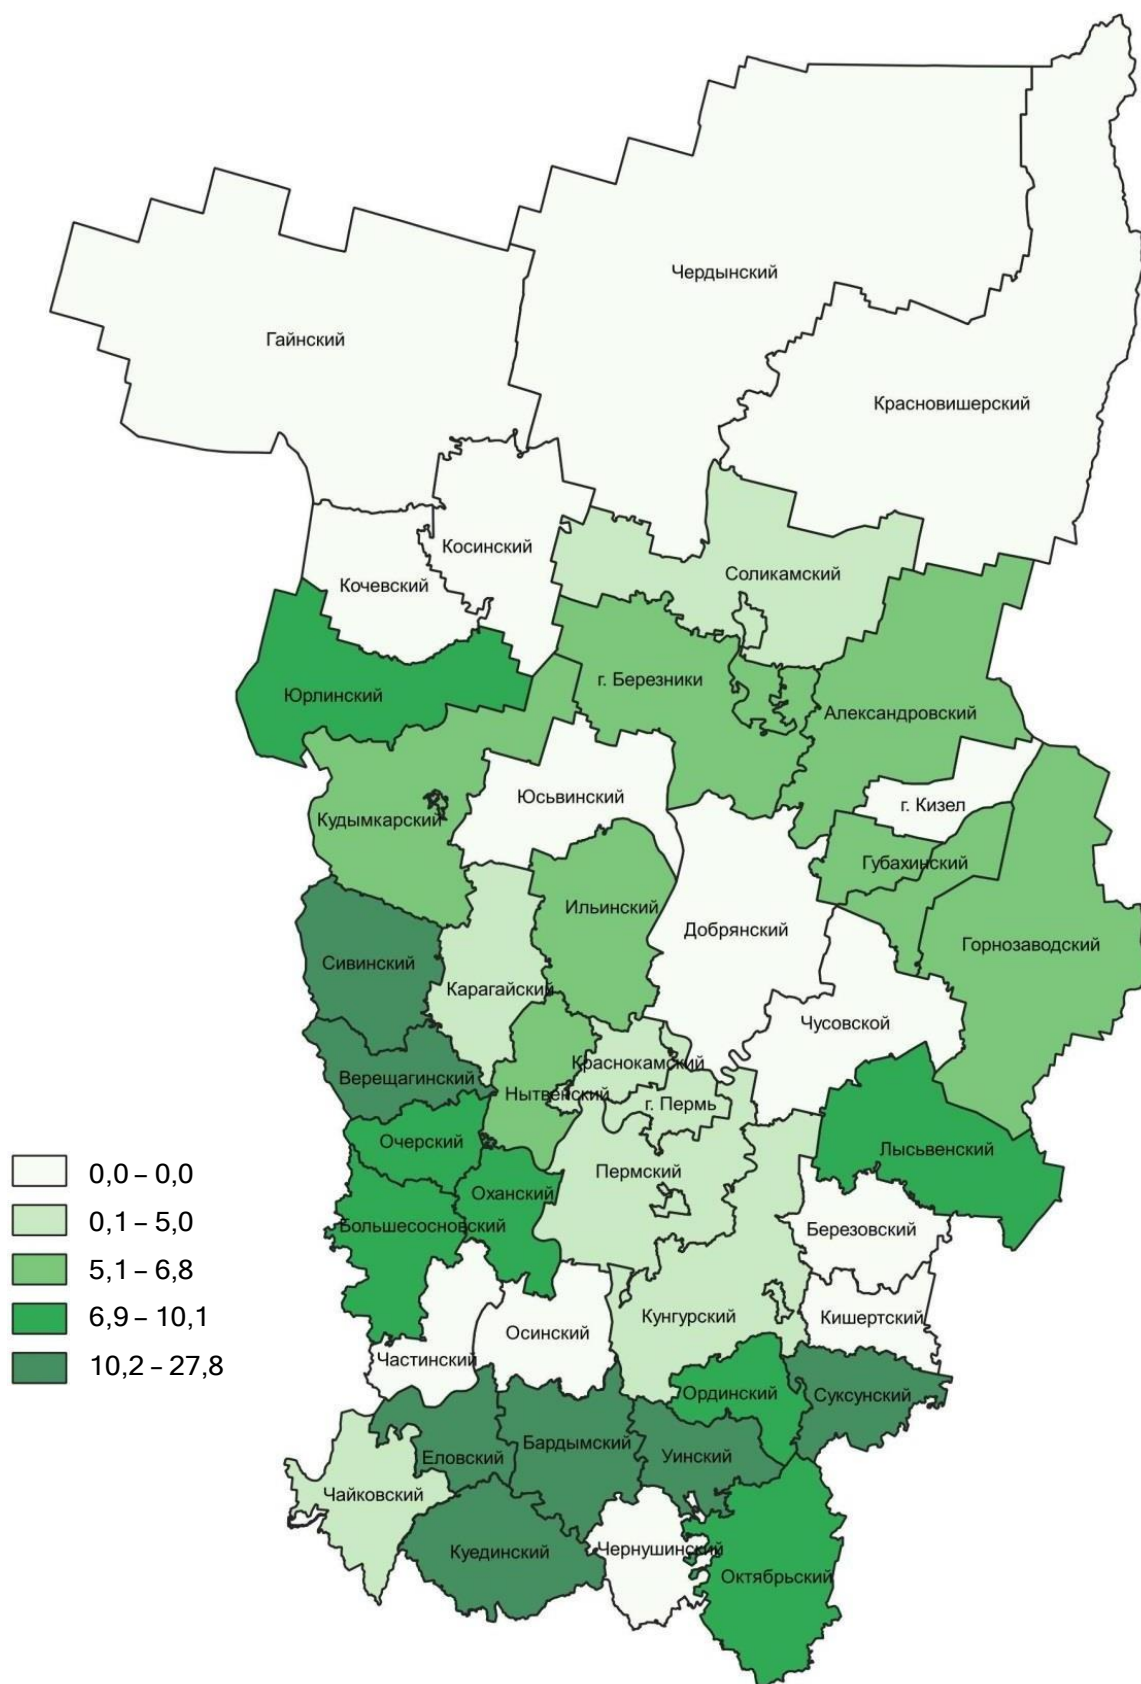 Чердынский
Гайнский
Красновишерский
Косинский
Соликамский
Кочевский
г. Березники
Юрлинский
Александровский
Юсьвинский
г. Кизел
Кудымкарский
Губахинский
Ильинский
Добрянский
Горнозаводский
Сивинский
Карагайский
Чусовской
Краснокамский
Верещагинский
Нытвенский
г. Пермь
Очерский
Лысьвенский
Пермский
Оханский
Большесосновский
Березовский
Кунгурский
Кишертский
Осинский
Частинский
Ординский
Суксунский
Бардымский
Еловский
Уинский
Чайковский
Куединский
Чернушинский
Октябрьский
0,0 – 0,0
0,1 – 5,0
5,1 – 6,8
6,9 – 10,1
10,2 – 27,8